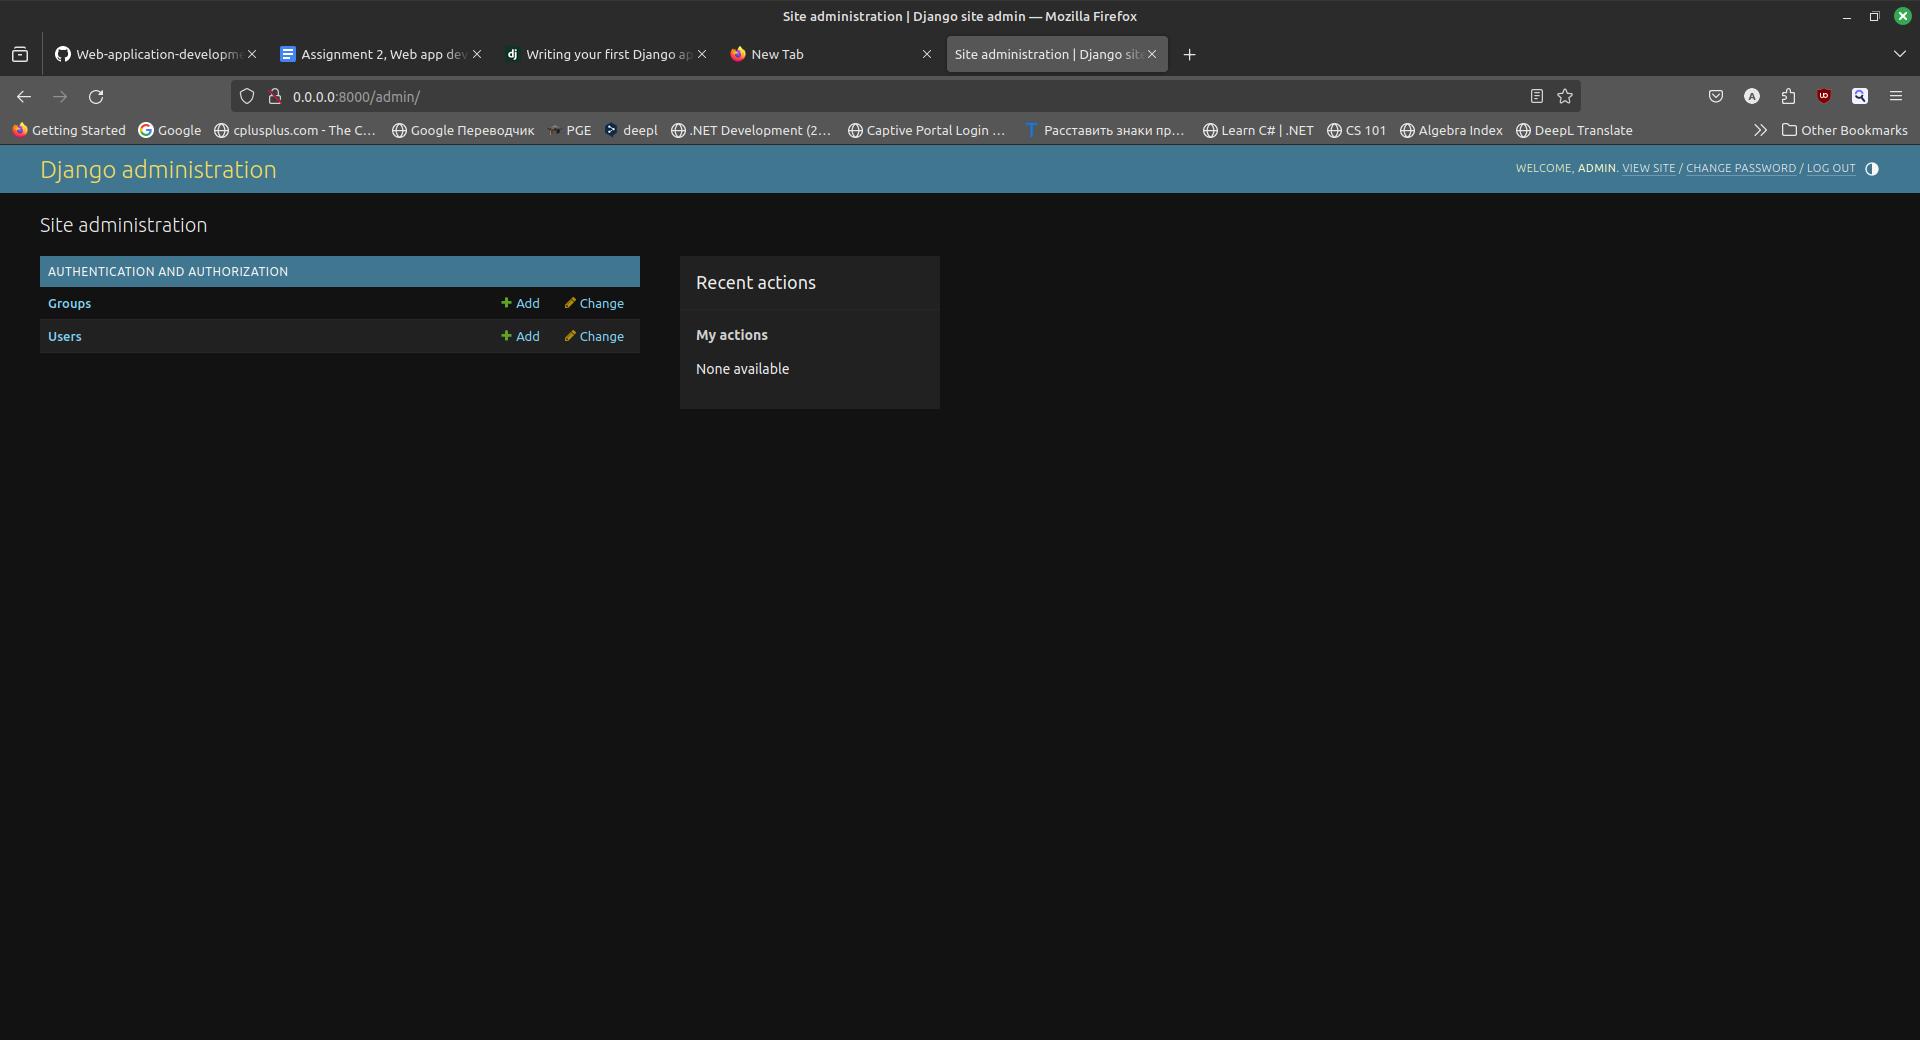 Site administration | Django site admin — Mozilla Firefox
Web-application-developme
Assignment 2, Web app dev
dj Writing your first Django ap
New Tab
Site administration | Django site
0.0.0.0:8000/admin/
A
Getting Started
Google
cplusplus.com - The C...
Google Переводчик
PGE
deepl
.NET Development (2...
Captive Portal Login ...
T Расставить знаки пр...
Learn C# | .NET
CS 101
Algebra Index
DeepL Translate
Other Bookmarks
Django administration
WELCOME, ADMIN. VIEW SITE / CHANGE PASSWORD / LOG OUT
Site administration
AUTHENTICATION AND AUTHORIZATION
Groups Add Change
Users Add Change
Recent actions
My actions
None available